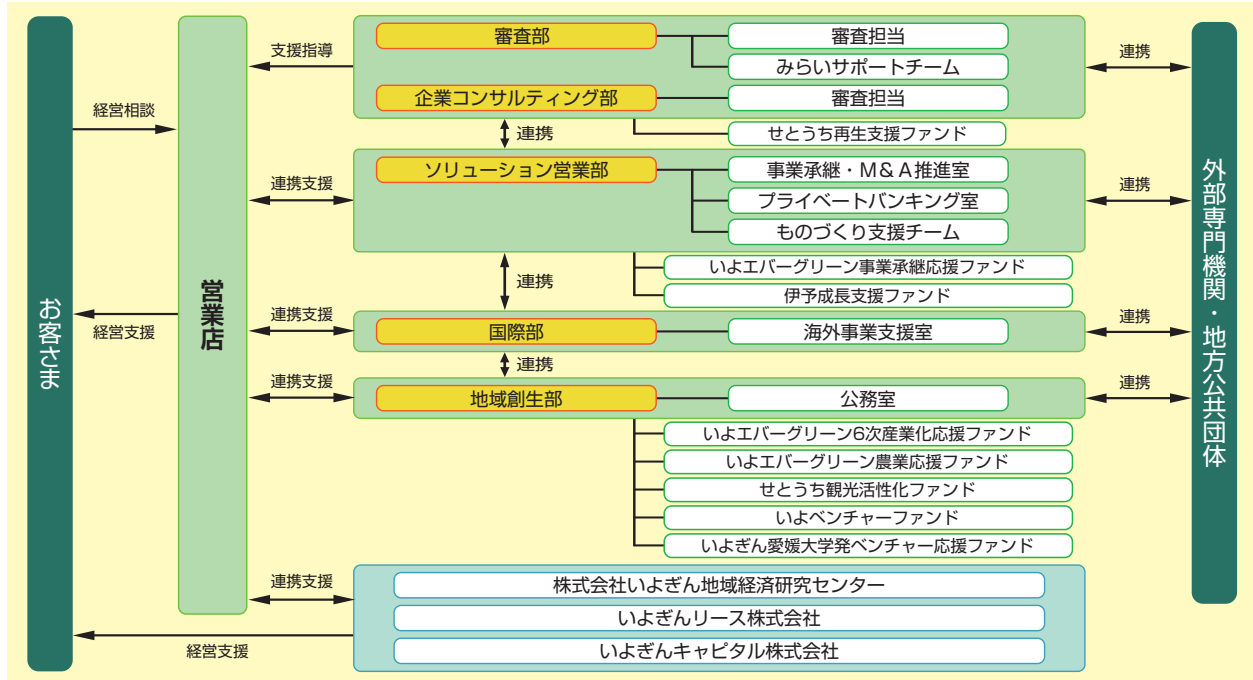 お客さま
経営相談
経営支援
営業店
支援指導
審査部
審査担当
みらいサポートチーム
企業コンサルティング部
審査担当
連携
連携
せとうち再生支援ファンド
連携支援
ソリューション営業部
事業承継・M&A推進室
プライベートバンキング室
ものづくり支援チーム
連携
連携
いよエバーグリーン事業承継応援ファンド
伊予成長支援ファンド
連携支援
国際部
海外事業支援室
連携
連携
連携支援
地域創生部
公務室
連携
いよエバーグリーン6次産業化応援ファンド
いよエバーグリーン農業応援ファンド
せとうち観光活性化ファンド
いよベンチャーファンド
いよぎん愛媛大学発ベンチャー応援ファンド
連携支援
株式会社いよぎん地域経済研究センター
いよぎんリース株式会社
いよぎんキャピタル株式会社
経営支援
外部専門機関・地方公共団体